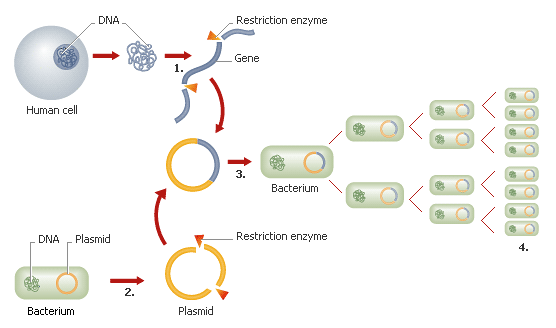 DNA
Restriction enzyme
1.
Gene
Human cell
3.
Bacterium
DNA
Plasmid
Restriction enzyme
4.
2.
Bacterium
Plasmid